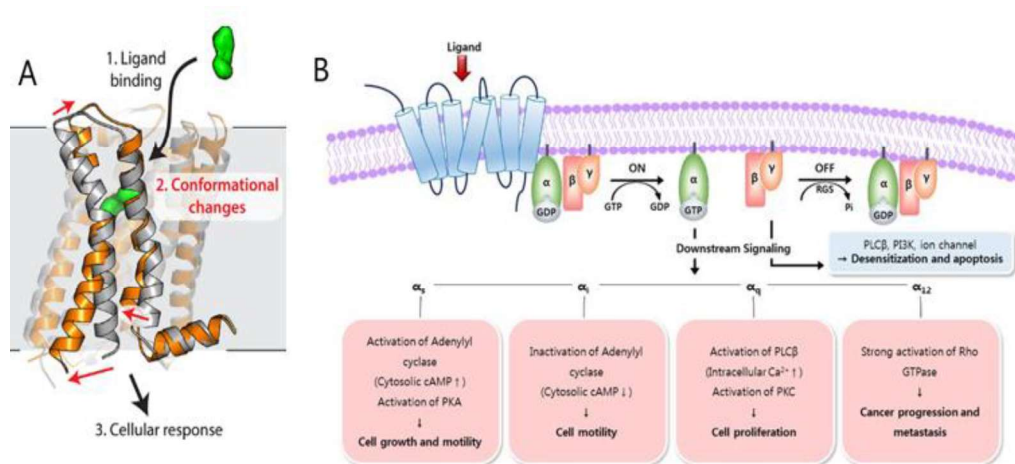 A
1. Ligand
binding
2. Conformational
changes
3. Cellular response
B
Ligand
α
β
γ
GDP
ON
GTP
GDP
α
GTP
β
γ
OFF
RGS
Pi
α
β
γ
GDP
Downstream Signaling
PLCβ, PI3K, ion channel
→ Desensitization and apoptosis
αs
αi
αq
α12
Activation of Adenylyl
cyclase
(Cytosolic cAMP ↑)
Activation of PKA
↓
Cell growth and motility
Inactivation of Adenylyl
cyclase
(Cytosolic cAMP ↓)
↓
Cell motility
Activation of PLCβ
(Intracellular Ca²⁺ ↑)
Activation of PKC
↓
Cell proliferation
Strong activation of Rho
GTPase
↓
Cancer progression and
metastasis